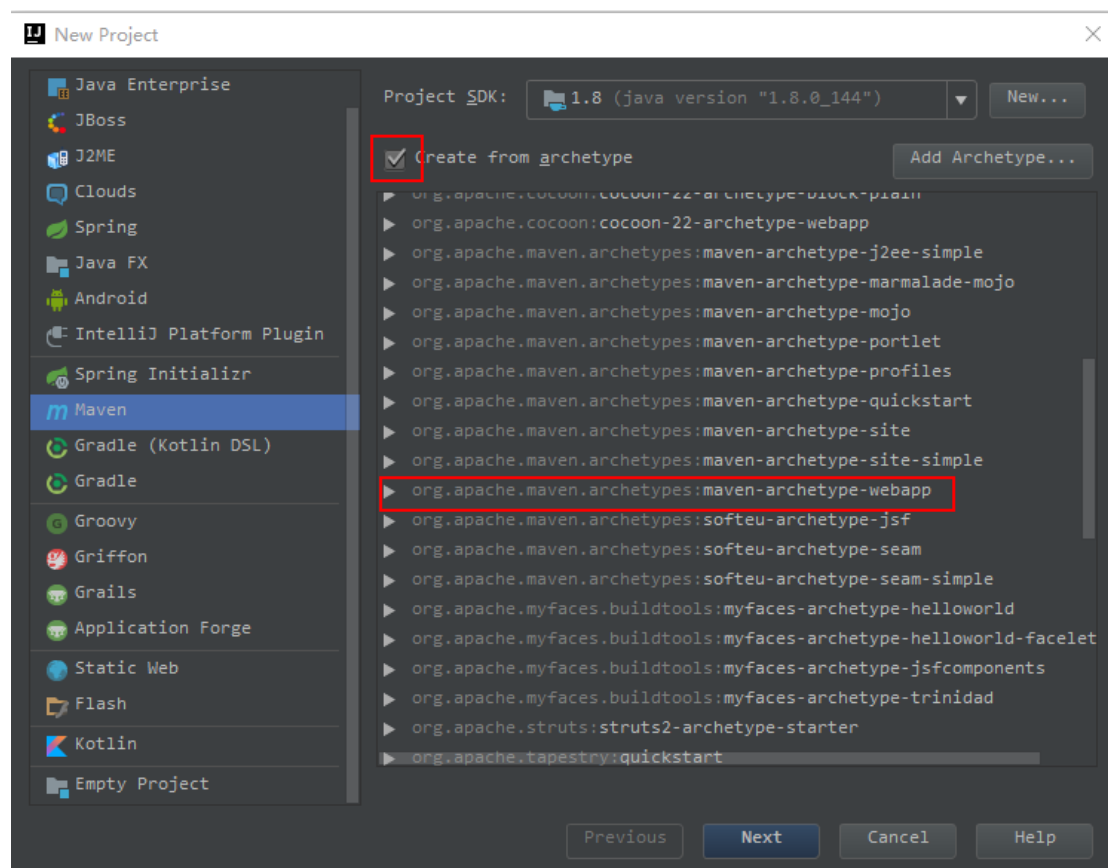 New Project
Java Enterprise
JBoss
J2ME
Clouds
Spring
Java FX
Android
IntelliJ Platform Plugin
Spring Initializr
Maven
Gradle (Kotlin DSL)
Gradle
Groovy
Griffon
Grails
Application Forge
Static Web
Flash
Kotlin
Empty Project
Project SDK: 1.8 (java version "1.8.0_144") New...
Create from archetype Add Archetype...
org.apache.cocoon:cocoon-22-archetype-block-plain
org.apache.cocoon:cocoon-22-archetype-webapp
org.apache.maven.archetypes:maven-archetype-j2ee-simple
org.apache.maven.archetypes:maven-archetype-marmalade-mojo
org.apache.maven.archetypes:maven-archetype-mojo
org.apache.maven.archetypes:maven-archetype-portlet
org.apache.maven.archetypes:maven-archetype-profiles
org.apache.maven.archetypes:maven-archetype-quickstart
org.apache.maven.archetypes:maven-archetype-site
org.apache.maven.archetypes:maven-archetype-site-simple
org.apache.maven.archetypes:maven-archetype-webapp
org.apache.maven.archetypes:softeu-archetype-jsf
org.apache.maven.archetypes:softeu-archetype-seam
org.apache.maven.archetypes:softeu-archetype-seam-simple
org.apache.myfaces.buildtools:myfaces-archetype-helloworld
org.apache.myfaces.buildtools:myfaces-archetype-helloworld-facelet
org.apache.myfaces.buildtools:myfaces-archetype-jsfcomponents
org.apache.myfaces.buildtools:myfaces-archetype-trinidad
org.apache.struts:struts2-archetype-starter
org.apache.tapestry:quickstart
Previous Next Cancel Help